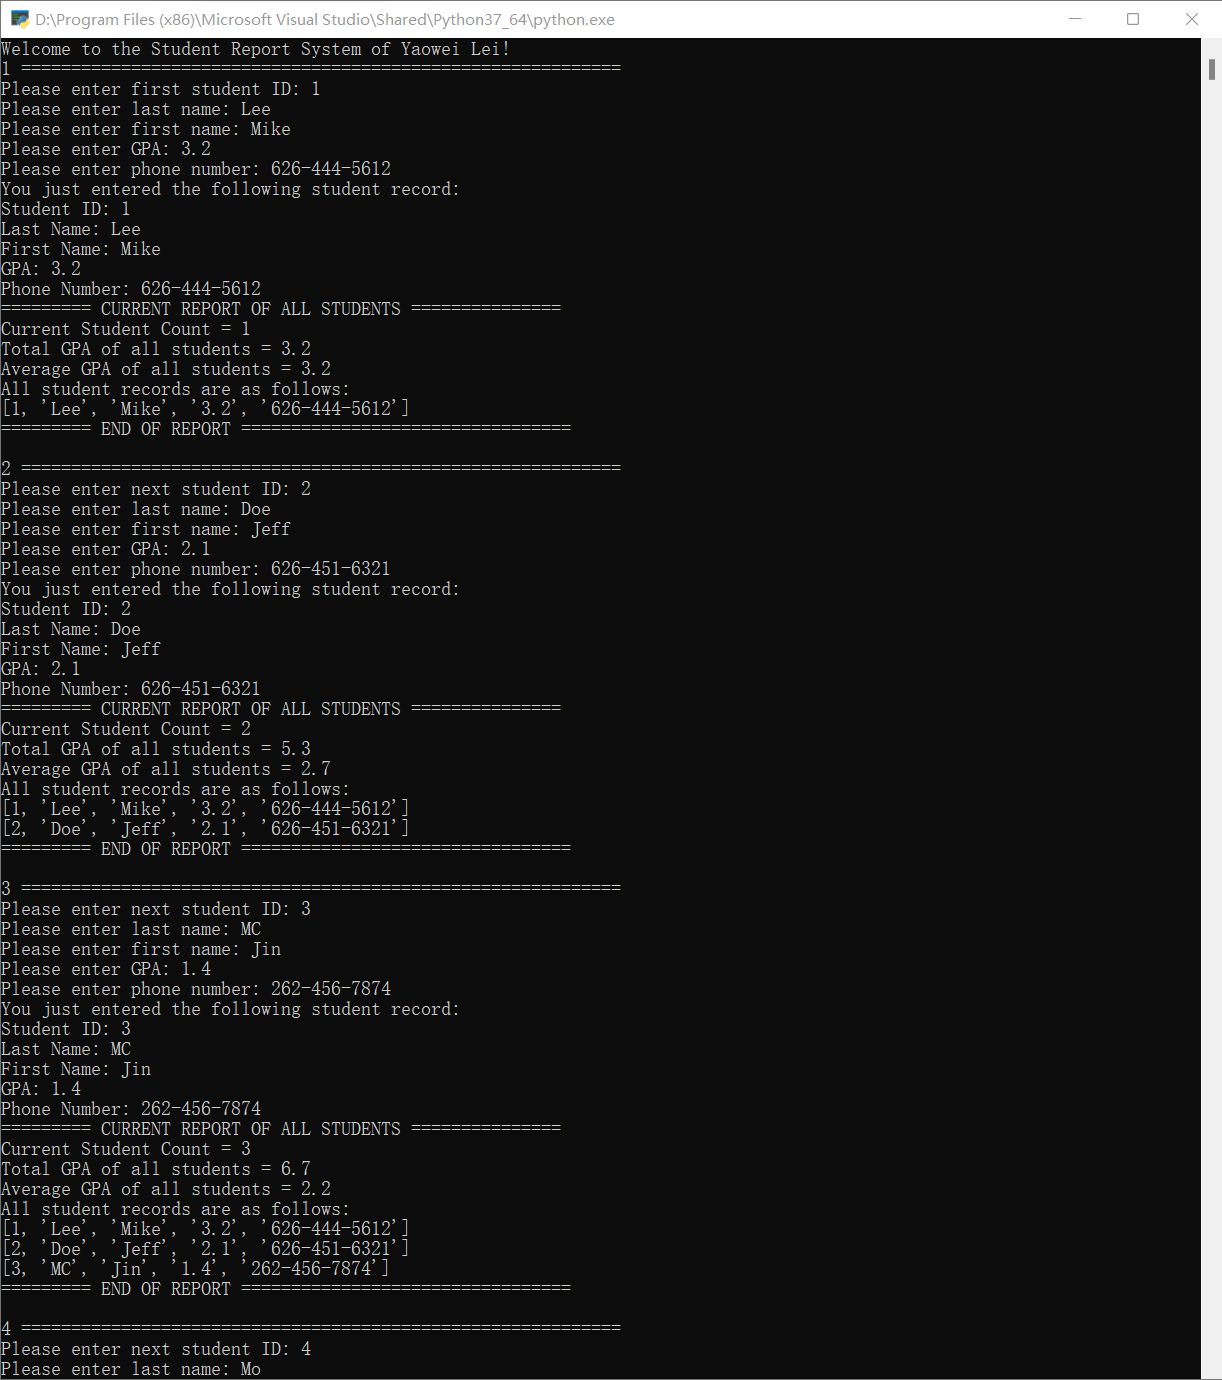 D:\Program Files (x86)\Microsoft Visual Studio\Shared\Python37_64\python.exe
Welcome to the Student Report System of Yaowei Lei!
1 ============================================================
Please enter first student ID: 1
Please enter last name: Lee
Please enter first name: Mike
Please enter GPA: 3.2
Please enter phone number: 626-444-5612
You just entered the following student record:
Student ID: 1
Last Name: Lee
First Name: Mike
GPA: 3.2
Phone Number: 626-444-5612
========= CURRENT REPORT OF ALL STUDENTS ===============
Current Student Count = 1
Total GPA of all students = 3.2
Average GPA of all students = 3.2
All student records are as follows:
[1, 'Lee', 'Mike', '3.2', '626-444-5612']
========= END OF REPORT =================================
2 ============================================================
Please enter next student ID: 2
Please enter last name: Doe
Please enter first name: Jeff
Please enter GPA: 2.1
Please enter phone number: 626-451-6321
You just entered the following student record:
Student ID: 2
Last Name: Doe
First Name: Jeff
GPA: 2.1
Phone Number: 626-451-6321
========= CURRENT REPORT OF ALL STUDENTS ===============
Current Student Count = 2
Total GPA of all students = 5.3
Average GPA of all students = 2.7
All student records are as follows:
[1, 'Lee', 'Mike', '3.2', '626-444-5612']
[2, 'Doe', 'Jeff', '2.1', '626-451-6321']
========= END OF REPORT =================================
3 ============================================================
Please enter next student ID: 3
Please enter last name: MC
Please enter first name: Jin
Please enter GPA: 1.4
Please enter phone number: 262-456-7874
You just entered the following student record:
Student ID: 3
Last Name: MC
First Name: Jin
GPA: 1.4
Phone Number: 262-456-7874
========= CURRENT REPORT OF ALL STUDENTS ===============
Current Student Count = 3
Total GPA of all students = 6.7
Average GPA of all students = 2.2
All student records are as follows:
[1, 'Lee', 'Mike', '3.2', '626-444-5612']
[2, 'Doe', 'Jeff', '2.1', '626-451-6321']
[3, 'MC', 'Jin', '1.4', '262-456-7874']
========= END OF REPORT =================================
4 ============================================================
Please enter next student ID: 4
Please enter last name: Mo